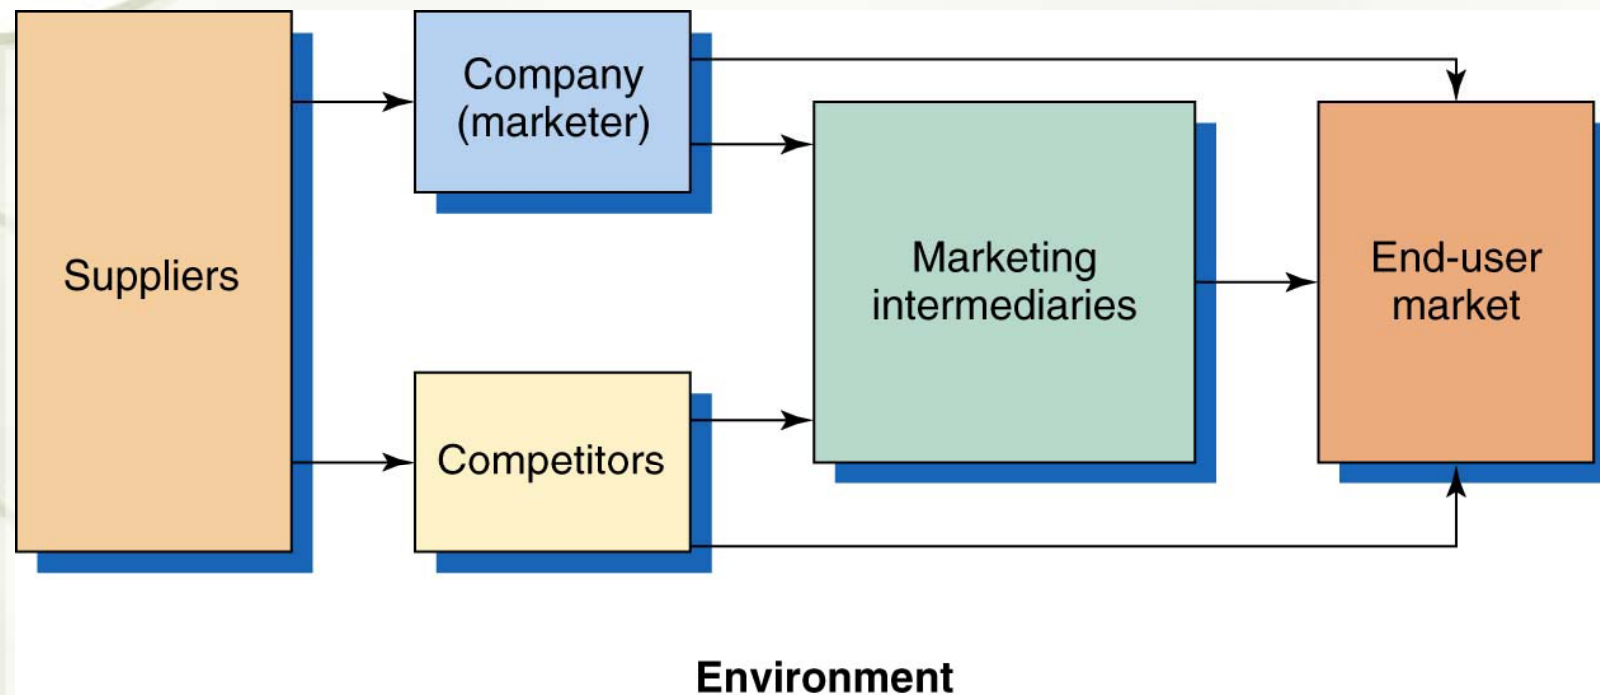 Suppliers
Company
(marketer)
Competitors
Marketing
intermediaries
End-user
market
Environment